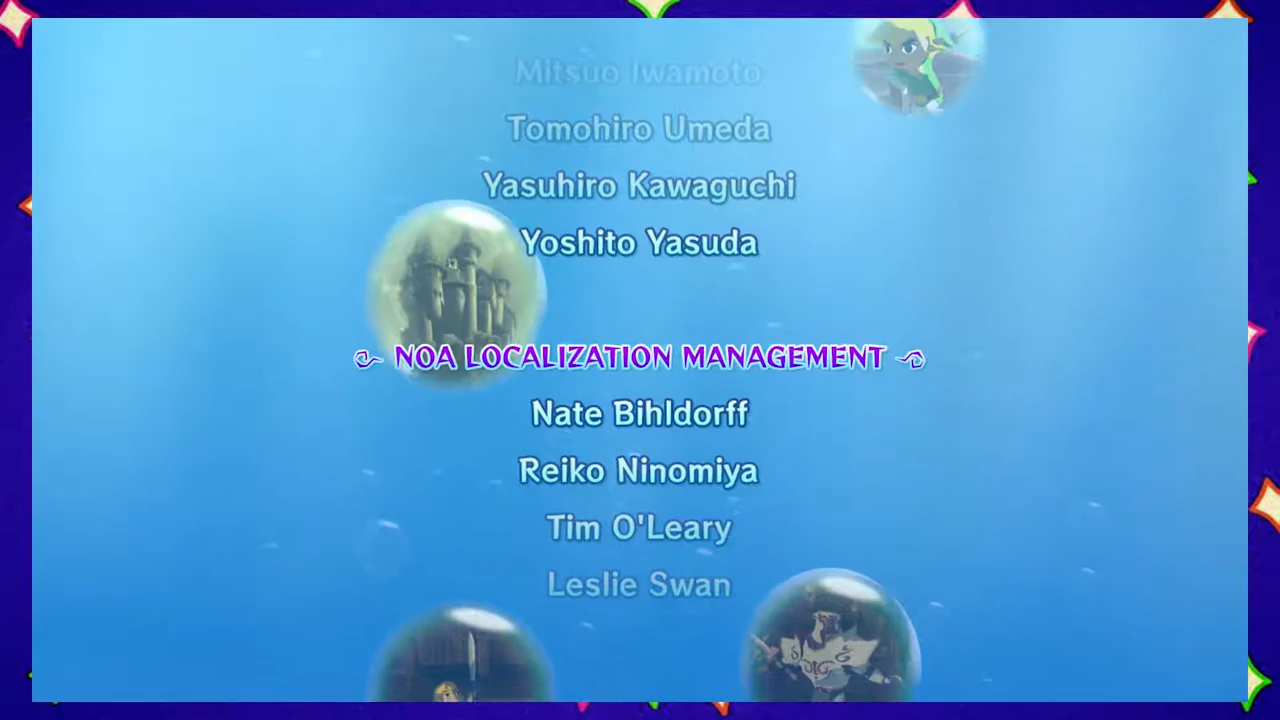 Mitsuo Iwamoto
Tomohiro Umeda
Yasuhiro Kawaguchi
Yoshito Yasuda
NOA LOCALIZATION MANAGEMENT
Nate Bihldorff
Reiko Ninomiya
Tim O'Leary
Leslie Swan